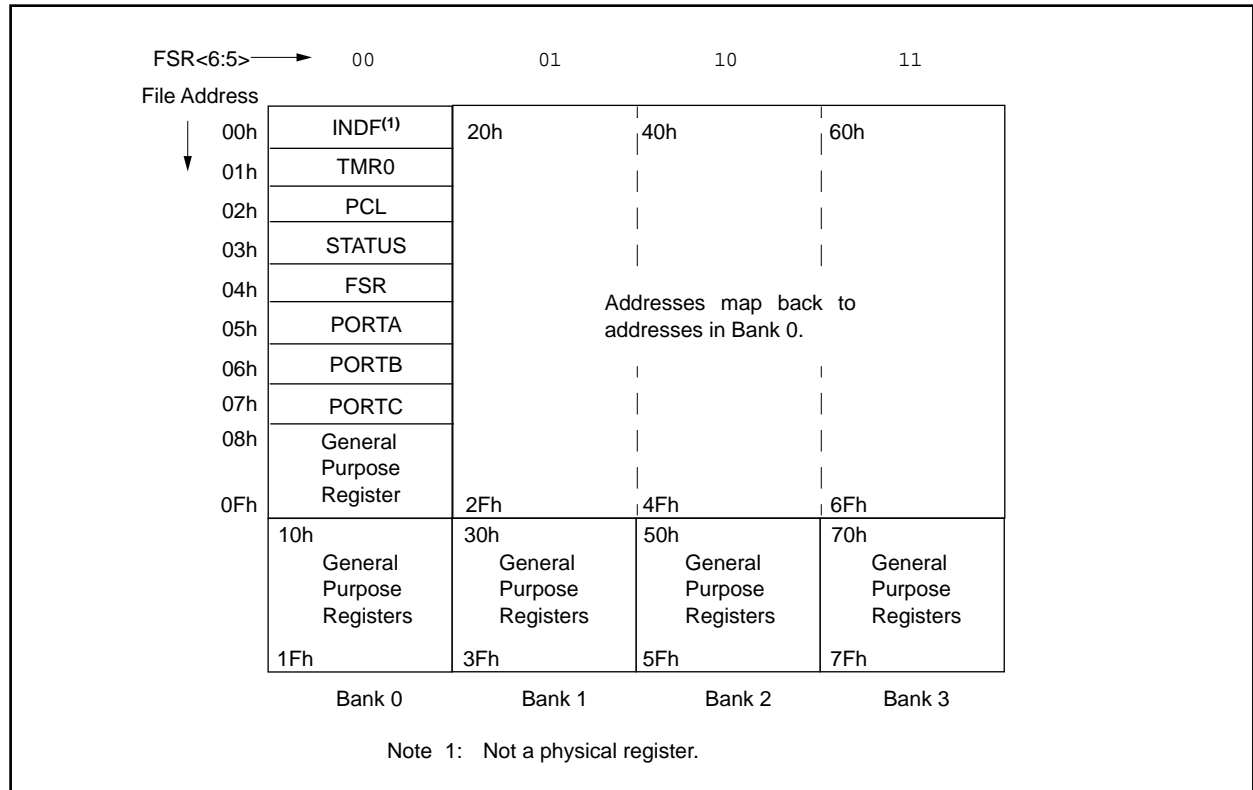 FSR<6:5> 00 01 10 11
File Address
00h INDF(1) 20h 40h 60h
01h TMR0
02h PCL
03h STATUS
04h FSR
05h PORTA
06h PORTB
07h PORTC
08h General
Purpose
Register
0Fh 2Fh 4Fh 6Fh
Addresses map back to
addresses in Bank 0.
10h 30h 50h 70h
General General General General
Purpose Purpose Purpose Purpose
Registers Registers Registers Registers
1Fh 3Fh 5Fh 7Fh
Bank 0 Bank 1 Bank 2 Bank 3
Note 1: Not a physical register.